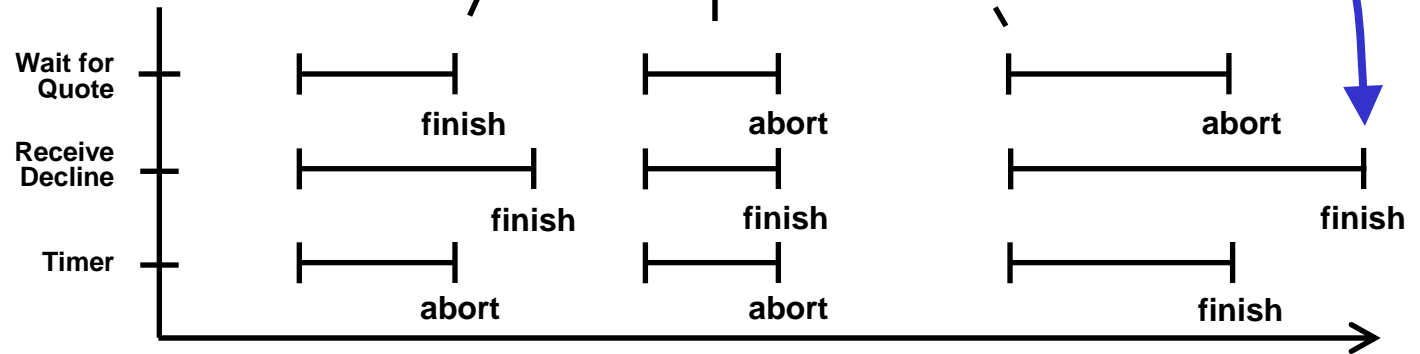 Wait for
Quote
finish
abort
abort
Receive
Decline
finish
finish
finish
Timer
abort
abort
finish